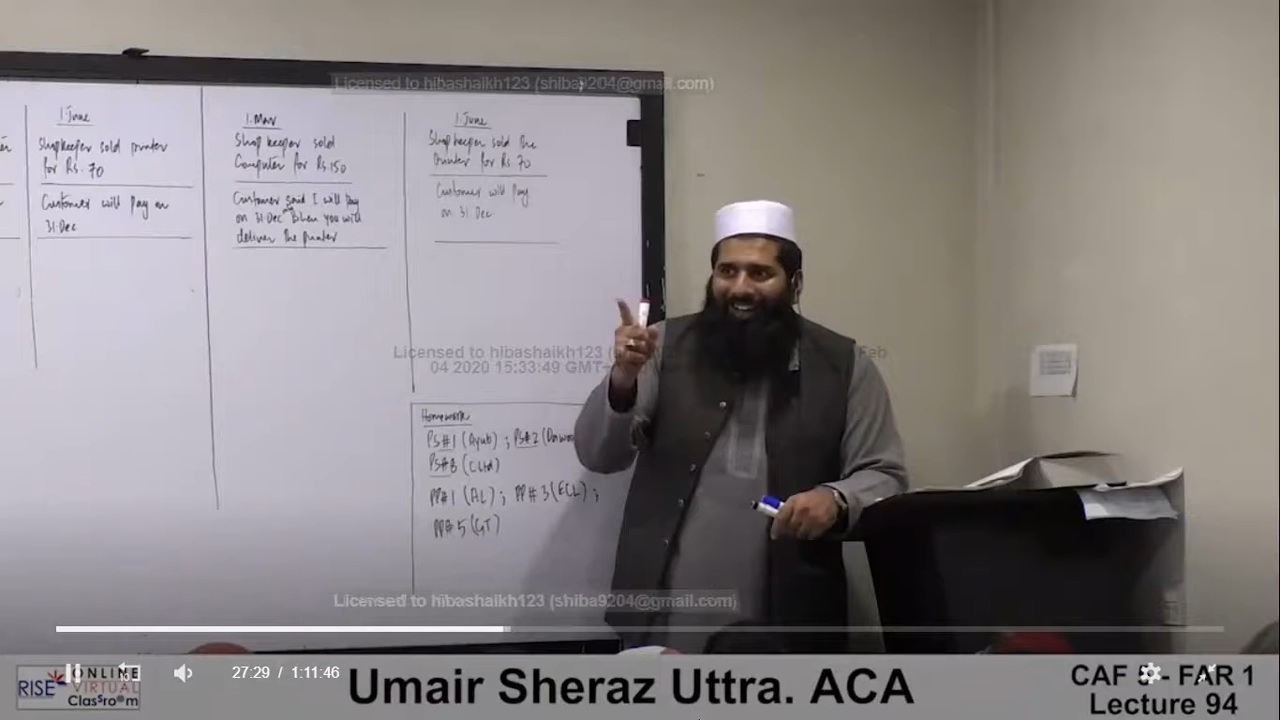 Licensed to hibashaikh123 (shiba9204@gmail.com)
1.June
Shopkeeper sold printer
for Rs. 70
Customer will pay on
31.Dec
1.Mar
Shopkeeper sold
Computer for Rs 150
Customer said I will pay
on 31 Dec when you will
deliver the printer
1.June
Shopkeeper sold the
printer for Rs. 70
Customer will pay
on 31 Dec
Licensed to hibashaikh123
Feb
04 2020 15:33:49 GMT+
Homework
PS#1 (Ayub) ; PS#2
PP#1 (AL) ; PP#3 (ECL) ;
PP# 5 (GT)
Licensed to hibashaikh123 (shiba9204@gmail.com)
27:29 / 1:11:46
RISE ONLINE
VIRTUAL
Classroom
Umair Sheraz Uttra. ACA
CAF 5 - FAR 1
Lecture 94